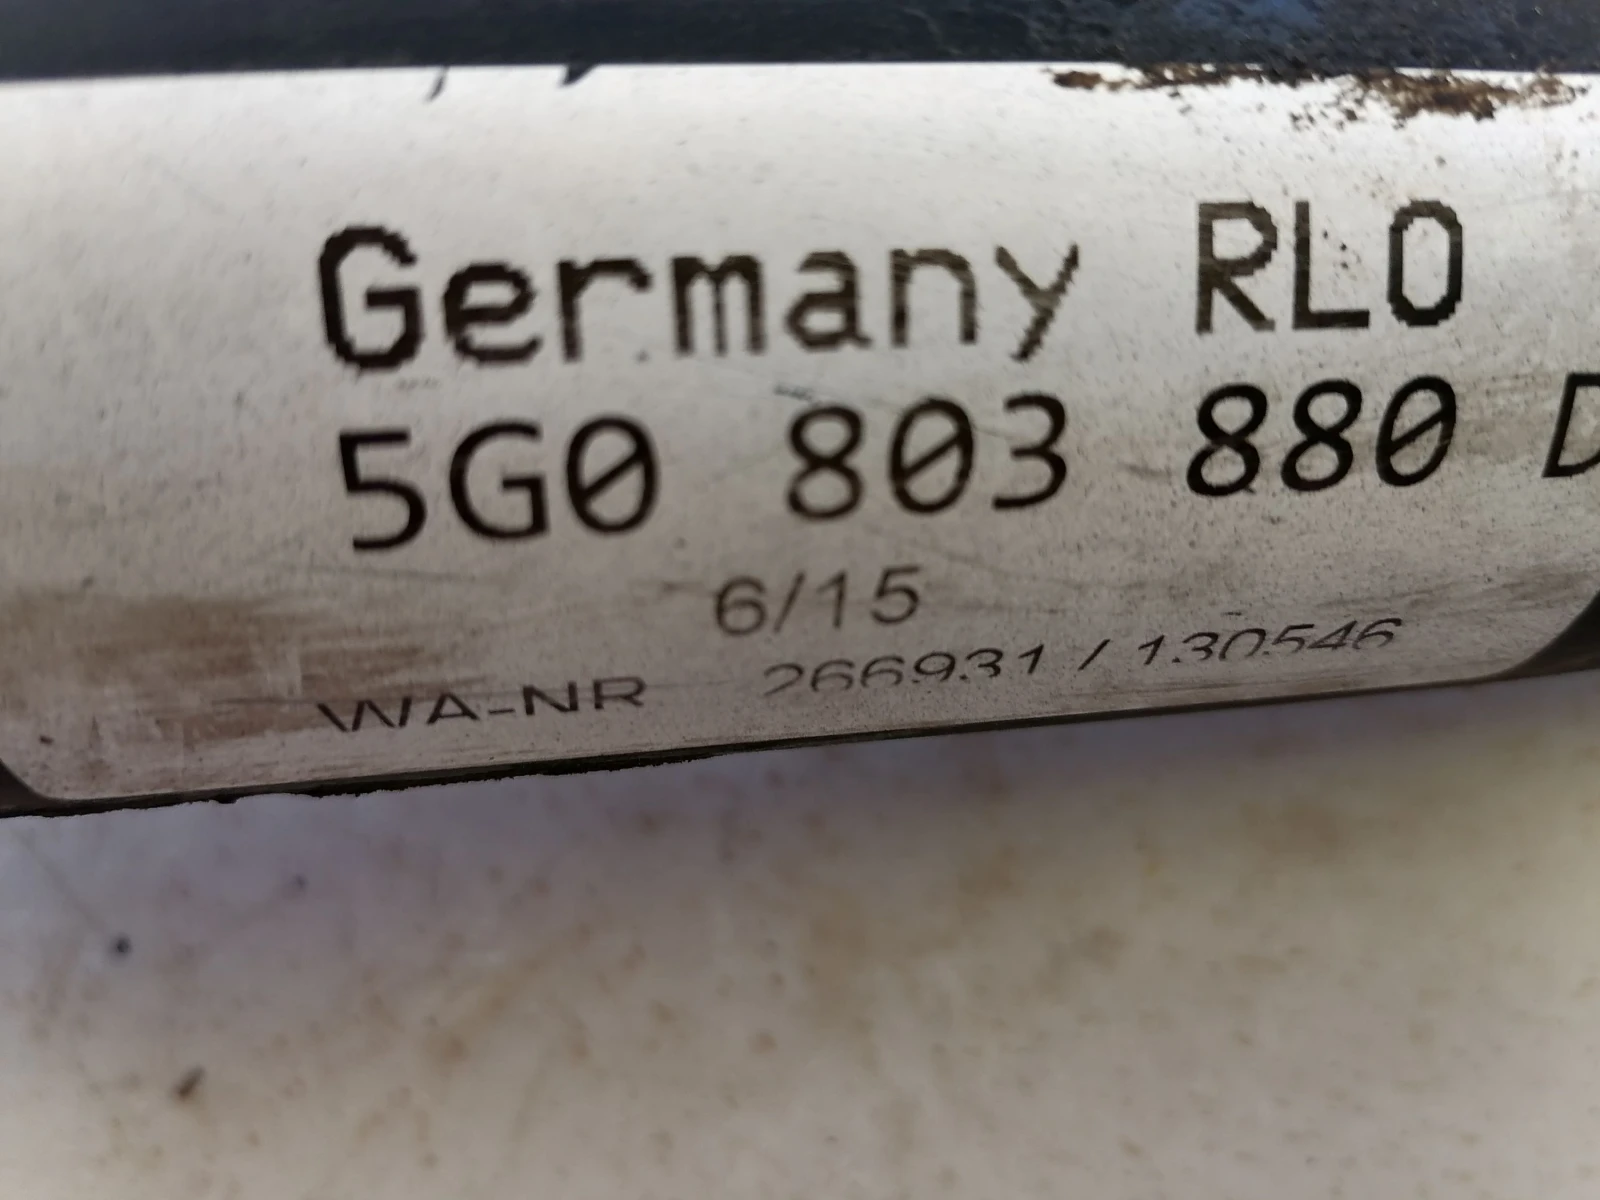 Germany RLO
5G0 803 880 D
6/15
WA-NR 266931 / 130546